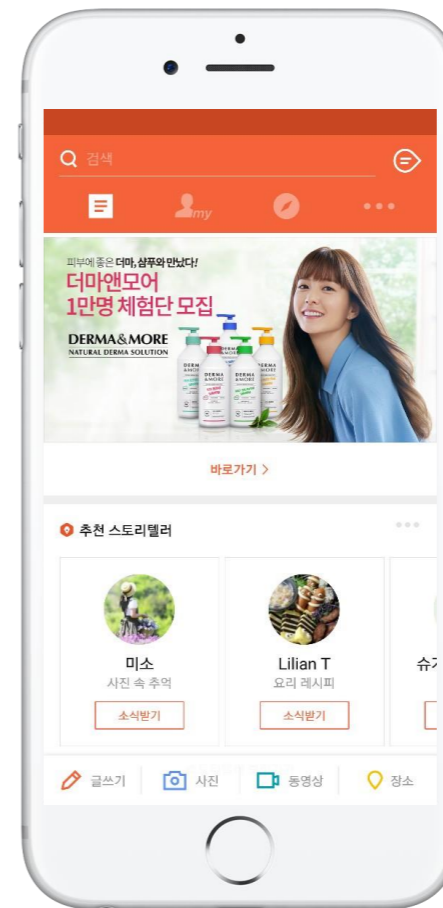 검색
my
피부에 좋은 더마, 샴푸와 만났다!
더마앤모어
1만명 체험단 모집
DERMA&MORE
NATURAL DERMA SOLUTION
DERMA
&MORE
바로가기 >
추천 스토리텔러
미소
사진 속 추억
소식받기
Lilian T
요리 레시피
소식받기
글쓰기
사진
동영상
장소